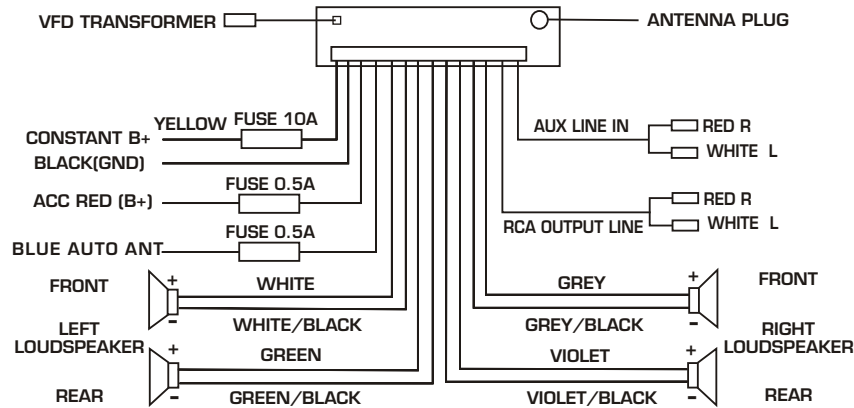 VFD TRANSFORMER
ANTENNA PLUG
YELLOW FUSE 10A
CONSTANT B+
BLACK(GND)
FUSE 0.5A
ACC RED (B+)
FUSE 0.5A
BLUE AUTO ANT
AUX LINE IN
RED R
WHITE L
RCA OUTPUT LINE
RED R
WHITE L
FRONT
+
-
WHITE
WHITE/BLACK
LEFT
LOUDSPEAKER
+
-
GREEN
GREEN/BLACK
REAR
GREY
GREY/BLACK
+
-
FRONT
RIGHT
LOUDSPEAKER
VIOLET
VIOLET/BLACK
+
-
REAR